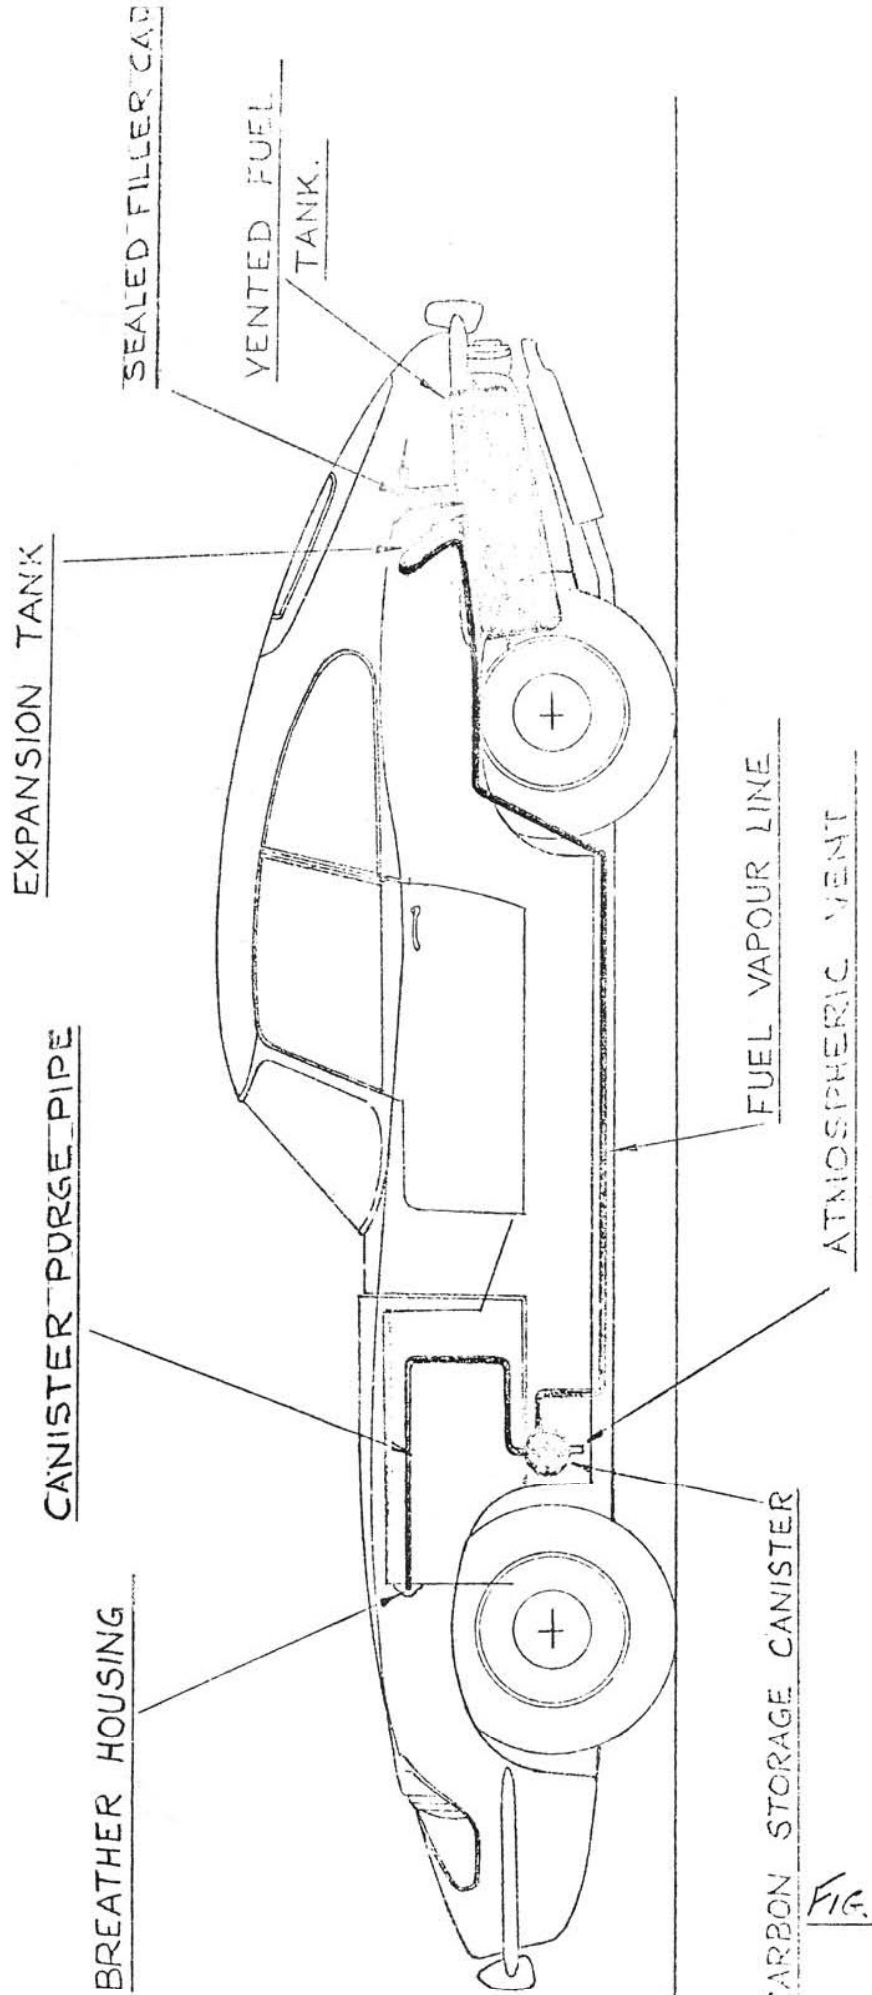 SEALED FILLER CAP
VENTED FUEL
TANK.
EXPANSION TANK
CANISTER PURGE PIPE
BREATHER HOUSING
FUEL VAPOUR LINE
ATMOSPHERIC VENT
CARBON STORAGE CANISTER
FIG.